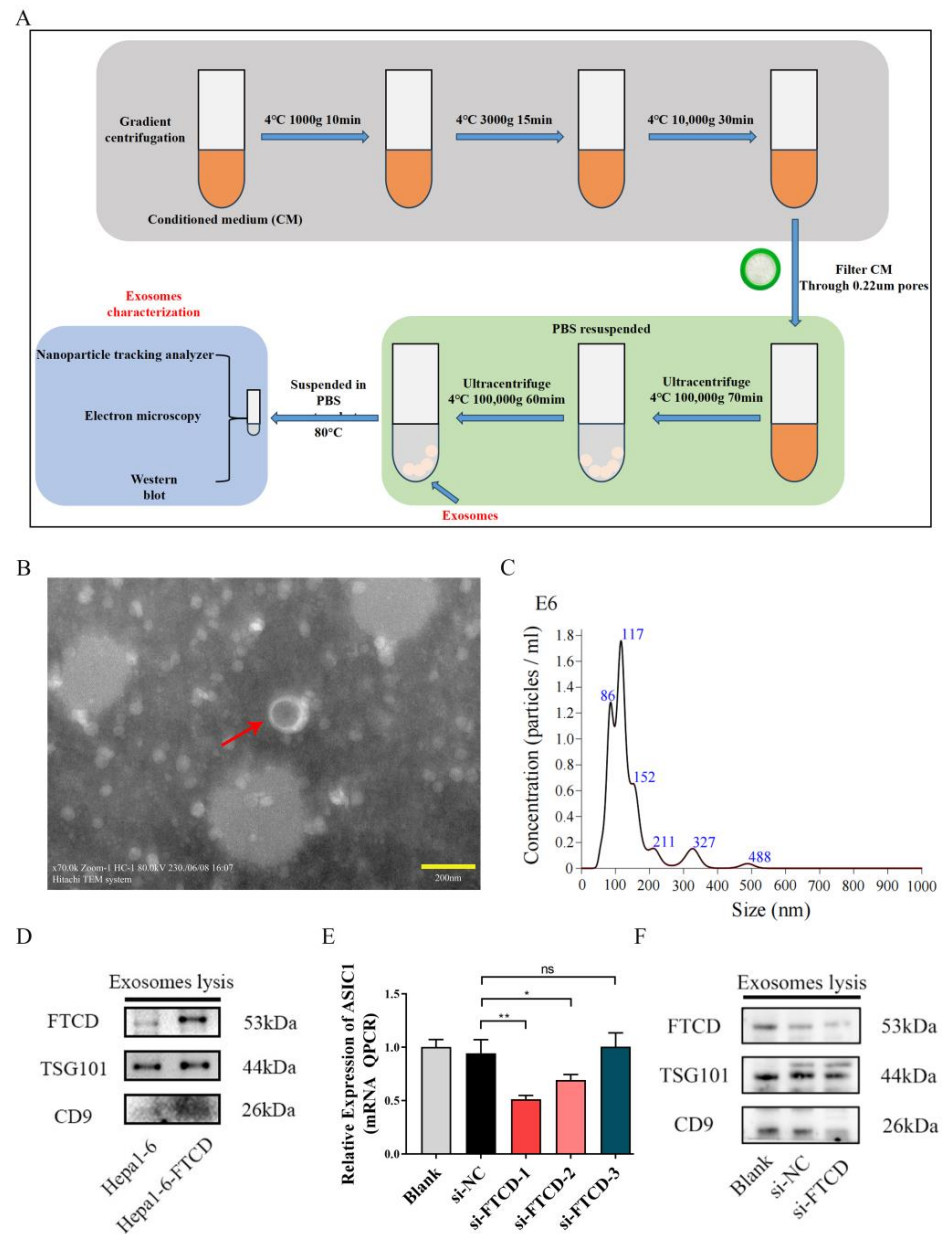 A
Gradient
centrifugation
4℃ 1000g 10min
4℃ 3000g 15min
4℃ 10,000g 30min
Conditioned medium (CM)
Filter CM
Through 0.22um pores
Exosomes
characterization
Nanoparticle tracking analyzer
Electron microscopy
Western
blot
Suspended in
PBS
80°C
PBS resuspended
Ultracentrifuge
4℃ 100,000g 60mim
Ultracentrifuge
4℃ 100,000g 70min
Exosomes
B
x70.0k Zoom-1 HC-1 80.0kV 230./06/08 16:07
Hitachi TEM system
200nm
C
E6
Concentration (particles / ml)
1.8
1.6
1.4
1.2
1.0
0.8
0.6
0.4
0.2
0
86
117
152
211
327
488
0 100 200 300 400 500 600 700 800 900 1000
Size (nm)
D
Exosomes lysis
FTCD 53kDa
TSG101 44kDa
CD9 26kDa
Hepa1-6
Hepa1-6-FTCD
E
Relative Expression of ASIC1
(mRNA QPCR)
1.5
1.0
0.5
0.0
ns
*
**
Blank
si-NC
si-FTCD-1
si-FTCD-2
si-FTCD-3
F
Exosomes lysis
FTCD 53kDa
TSG101 44kDa
CD9 26kDa
Blank
si-NC
si-FTCD